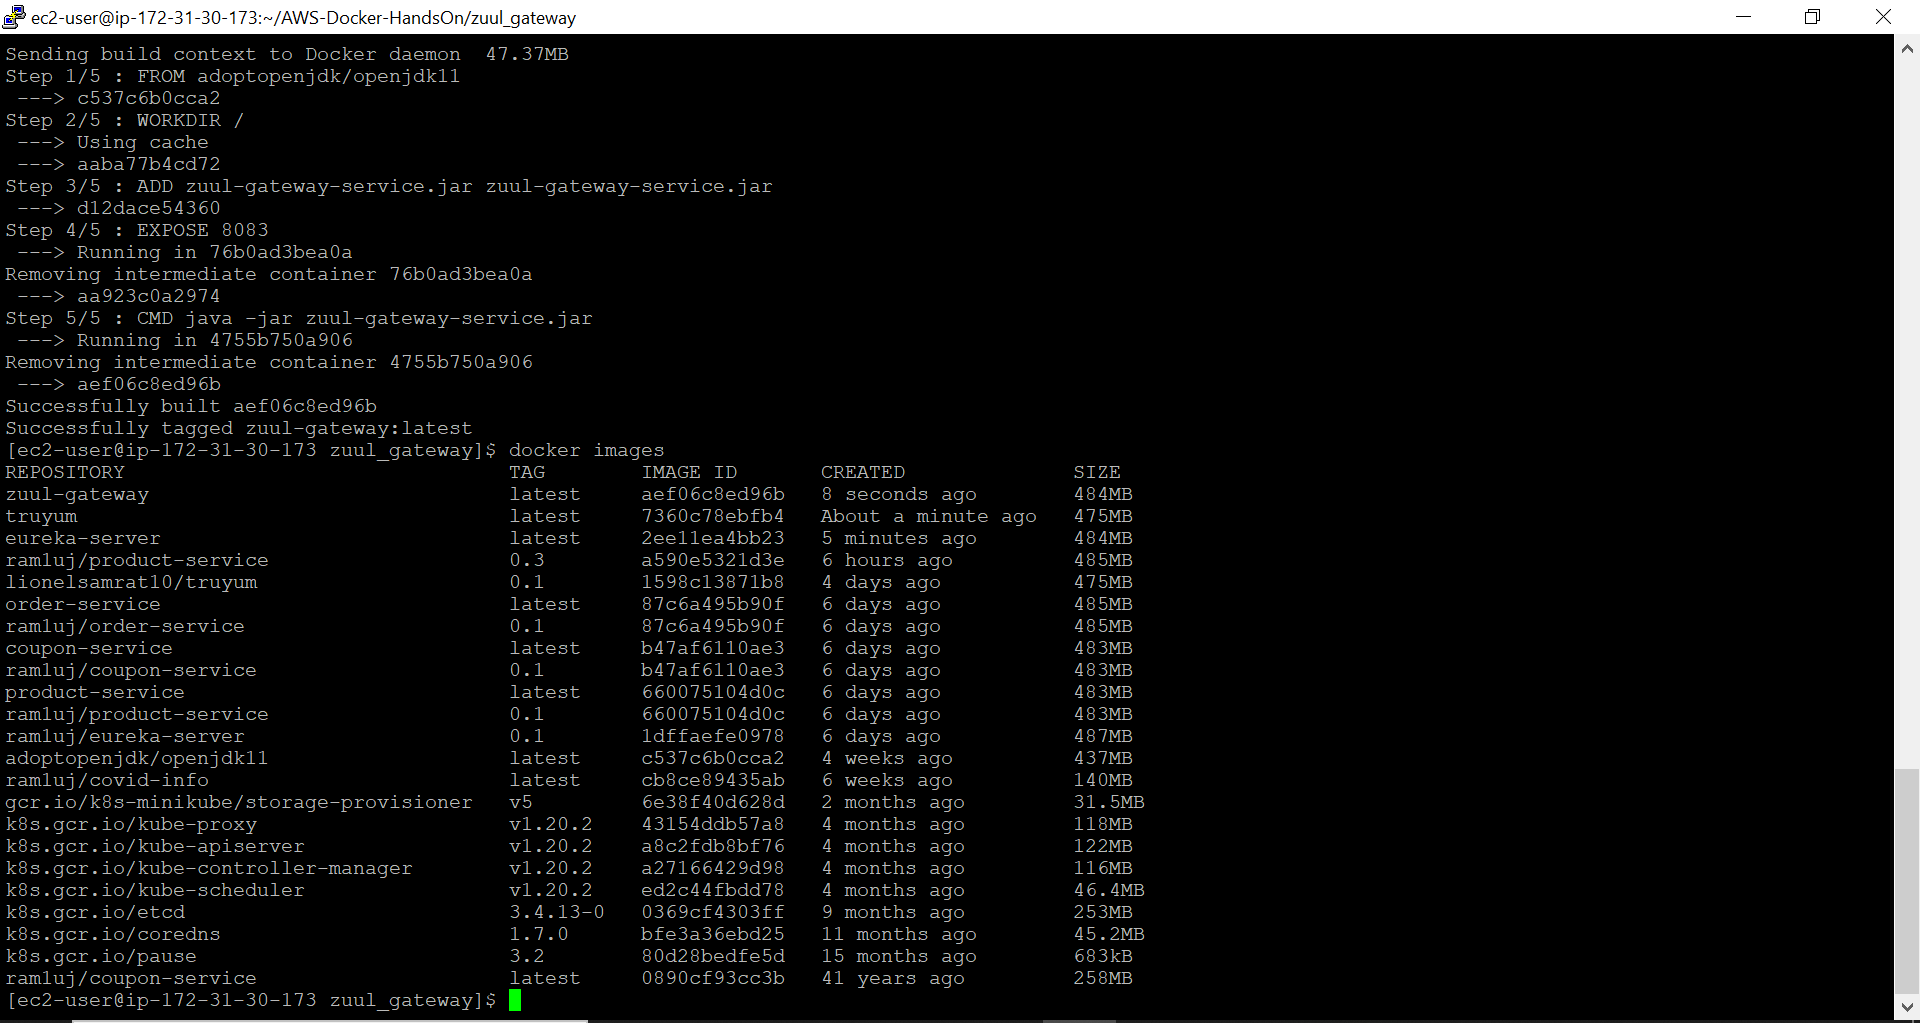 ec2-user@ip-172-31-30-173:~/AWS-Docker-HandsOn/zuul_gateway
Sending build context to Docker daemon  47.37MB
Step 1/5 : FROM adoptopenjdk/openjdk11
 ---> c537c6b0cca2
Step 2/5 : WORKDIR /
 ---> Using cache
 ---> aaba77b4cd72
Step 3/5 : ADD zuul-gateway-service.jar zuul-gateway-service.jar
 ---> d12dace54360
Step 4/5 : EXPOSE 8083
 ---> Running in 76b0ad3bea0a
Removing intermediate container 76b0ad3bea0a
 ---> aa923c0a2974
Step 5/5 : CMD java -jar zuul-gateway-service.jar
 ---> Running in 4755b750a906
Removing intermediate container 4755b750a906
 ---> aef06c8ed96b
Successfully built aef06c8ed96b
Successfully tagged zuul-gateway:latest
[ec2-user@ip-172-31-30-173 zuul_gateway]$ docker images
REPOSITORY                                TAG        IMAGE ID       CREATED              SIZE
zuul-gateway                              latest     aef06c8ed96b   8 seconds ago        484MB
truyum                                    latest     7360c78ebfb4   About a minute ago   475MB
eureka-server                             latest     2ee11ea4bb23   5 minutes ago        484MB
ram1uj/product-service                    0.3        a590e5321d3e   6 hours ago          485MB
lionelsamrat10/truyum                     0.1        1598c13871b8   4 days ago           475MB
order-service                             latest     87c6a495b90f   6 days ago           485MB
ram1uj/order-service                      0.1        87c6a495b90f   6 days ago           485MB
coupon-service                            latest     b47af6110ae3   6 days ago           483MB
ram1uj/coupon-service                     0.1        b47af6110ae3   6 days ago           483MB
product-service                           latest     660075104d0c   6 days ago           483MB
ram1uj/product-service                    0.1        660075104d0c   6 days ago           483MB
ram1uj/eureka-server                      0.1        1dffaefe0978   6 days ago           487MB
adoptopenjdk/openjdk11                    latest     c537c6b0cca2   4 weeks ago          437MB
ram1uj/covid-info                         latest     cb8ce89435ab   6 weeks ago          140MB
gcr.io/k8s-minikube/storage-provisioner   v5         6e38f40d628d   2 months ago         31.5MB
k8s.gcr.io/kube-proxy                     v1.20.2    43154ddb57a8   4 months ago         118MB
k8s.gcr.io/kube-apiserver                 v1.20.2    a8c2fdb8bf76   4 months ago         122MB
k8s.gcr.io/kube-controller-manager        v1.20.2    a27166429d98   4 months ago         116MB
k8s.gcr.io/kube-scheduler                 v1.20.2    ed2c44fbdd78   4 months ago         46.4MB
k8s.gcr.io/etcd                           3.4.13-0   0369cf4303ff   9 months ago         253MB
k8s.gcr.io/coredns                        1.7.0      bfe3a36ebd25   11 months ago        45.2MB
k8s.gcr.io/pause                          3.2        80d28bedfe5d   15 months ago        683kB
ram1uj/coupon-service                     latest     0890cf93cc3b   41 years ago         258MB
[ec2-user@ip-172-31-30-173 zuul_gateway]$